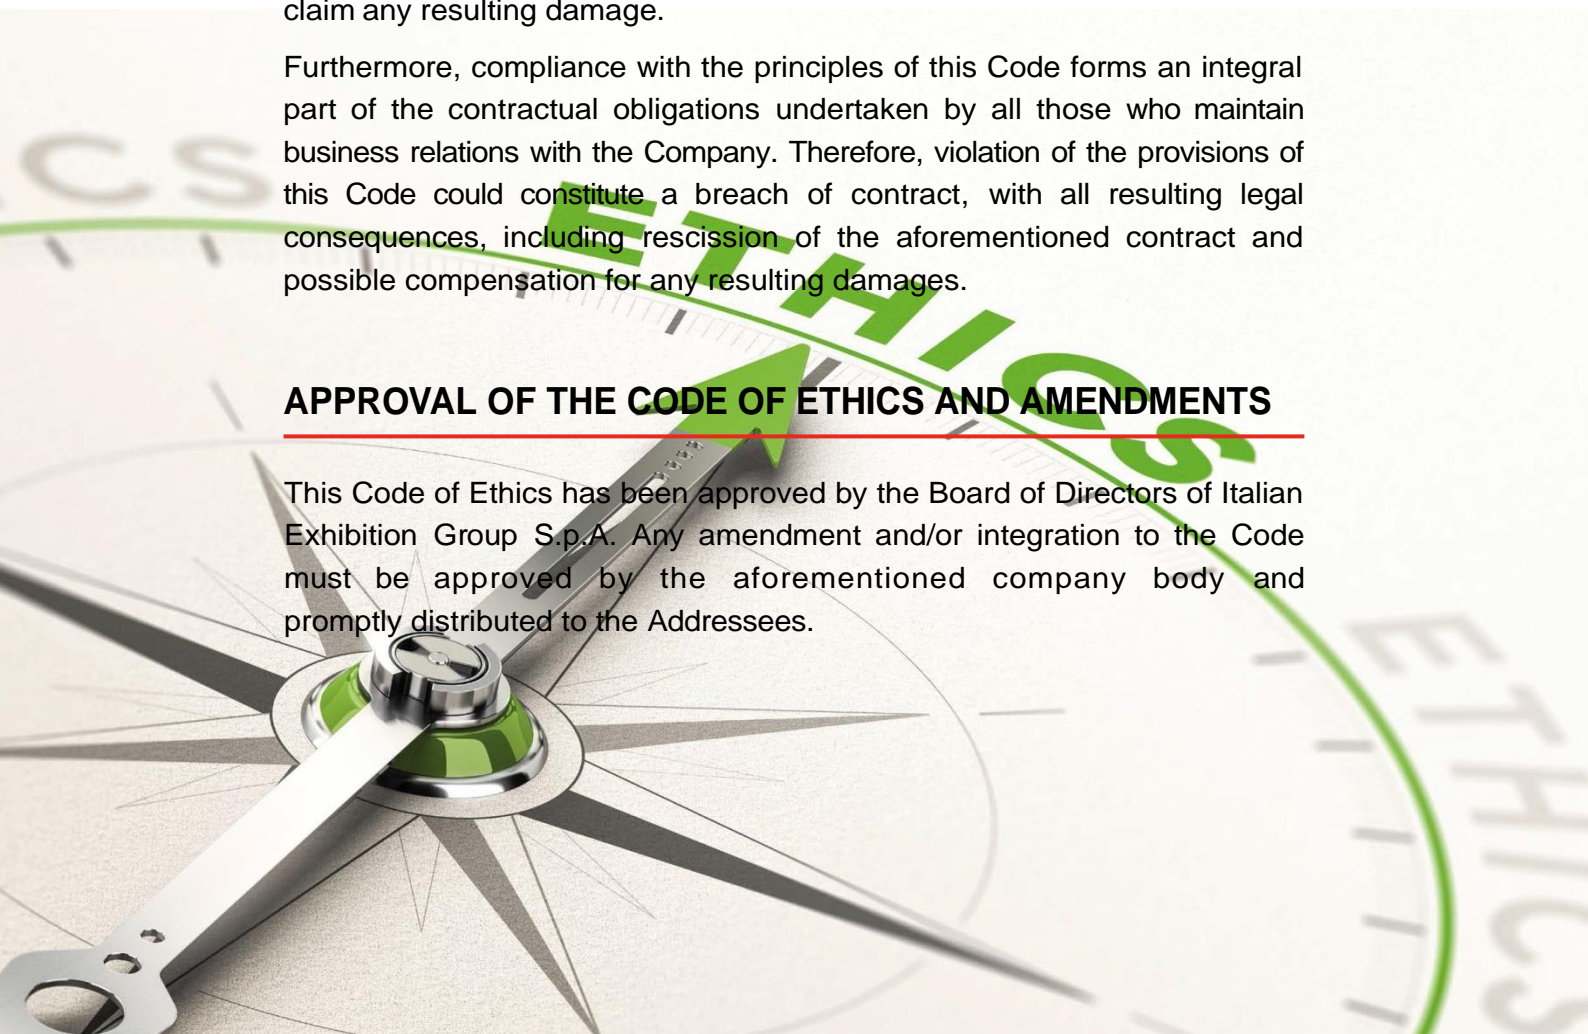 claim any resulting damage.
Furthermore, compliance with the principles of this Code forms an integral
part of the contractual obligations undertaken by all those who maintain
business relations with the Company. Therefore, violation of the provisions of
this Code could constitute a breach of contract, with all resulting legal
consequences, including rescission of the aforementioned contract and
possible compensation for any resulting damages.
CS
ETHICS
APPROVAL OF THE CODE OF ETHICS AND AMENDMENTS
This Code of Ethics has been approved by the Board of Directors of Italian
Exhibition Group S.p.A. Any amendment and/or integration to the Code
must be approved by the aforementioned company body and
promptly distributed to the Addressees.
ETHICS